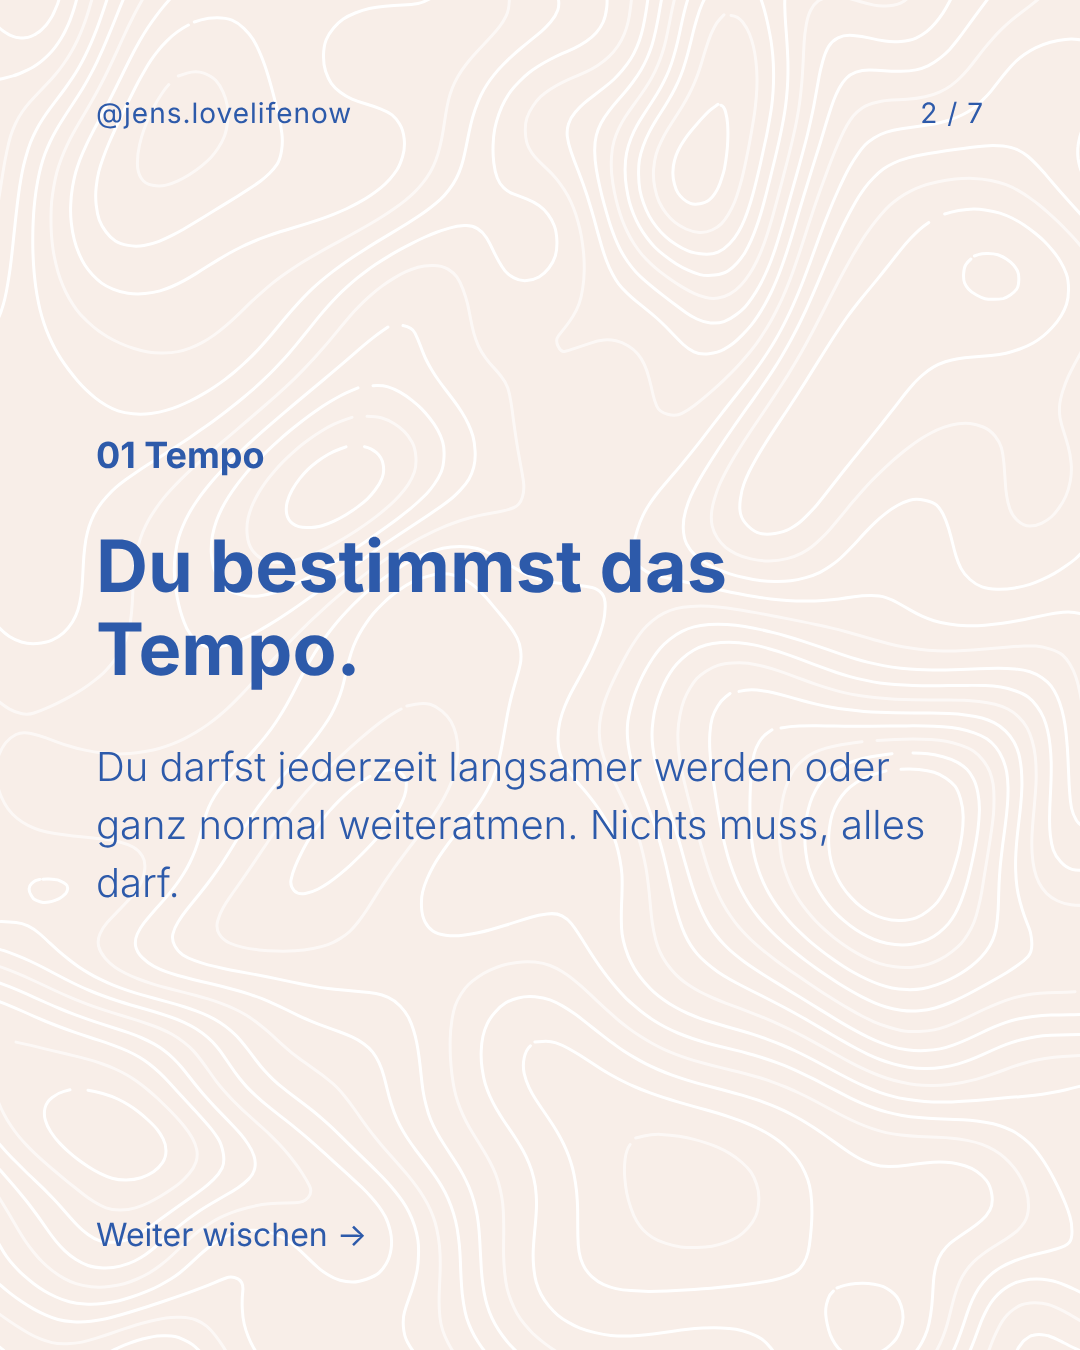 @jens.lovelifenow
2 / 7
01 Tempo
Du bestimmst das
Tempo.
Du darfst jederzeit langsamer werden oder
ganz normal weiteratmen. Nichts muss, alles
darf.
Weiter wischen →